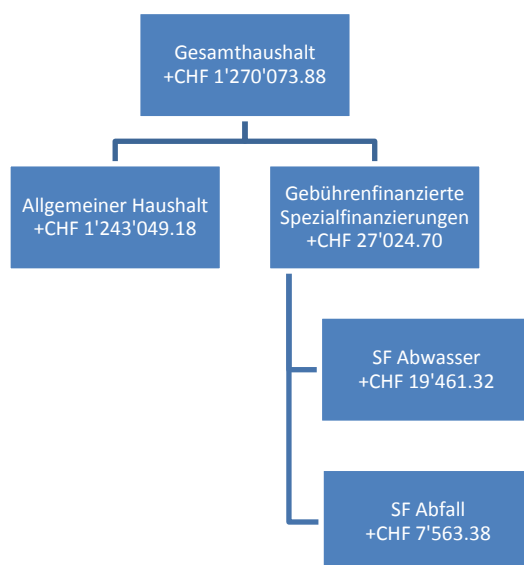 Gesamthaushalt
+CHF 1'270'073.88
Allgemeiner Haushalt
+CHF 1'243'049.18
Gebührenfinanzierte
Spezialfinanzierungen
+CHF 27'024.70
SF Abwasser
+CHF 19'461.32
SF Abfall
+CHF 7'563.38